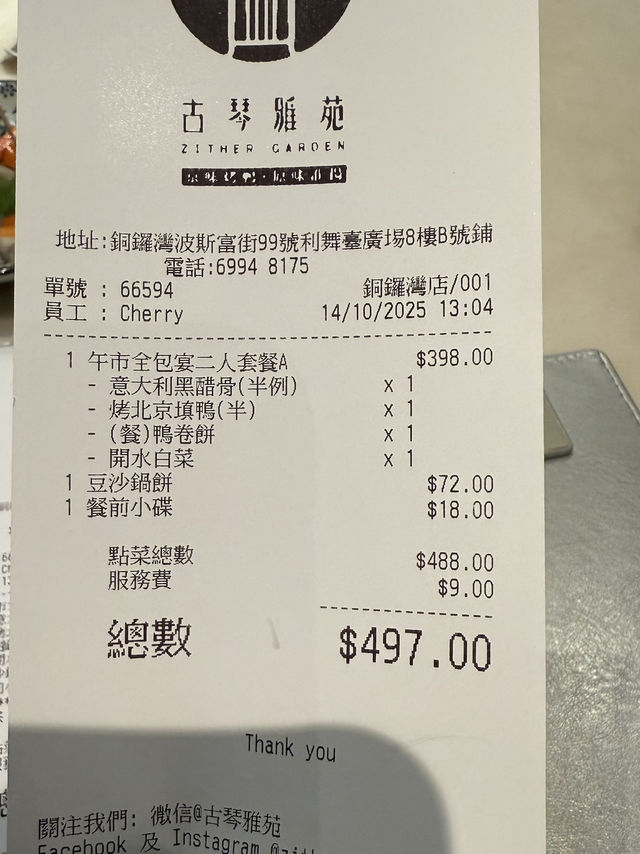 古琴雅苑
ZITHER GARDEN
地址:銅鑼灣波斯富街99號利舞臺廣場8樓B號鋪
電話:6994 8175
單號 : 66594 銅鑼灣店/001
員工 : Cherry 14/10/2025 13:04
1 午市全包宴二人套餐A $398.00
- 意大利黑醋骨(半例) x 1
- 烤北京填鴨(半) x 1
- (餐)鴨卷餅 x 1
- 開水白菜 x 1
1 豆沙鍋餅 $72.00
1 餐前小碟 $18.00
點菜總數 $488.00
服務費 $9.00
總數 $497.00
Thank you
關注我們: 微信@古琴雅苑
Facebook 及 Instagram